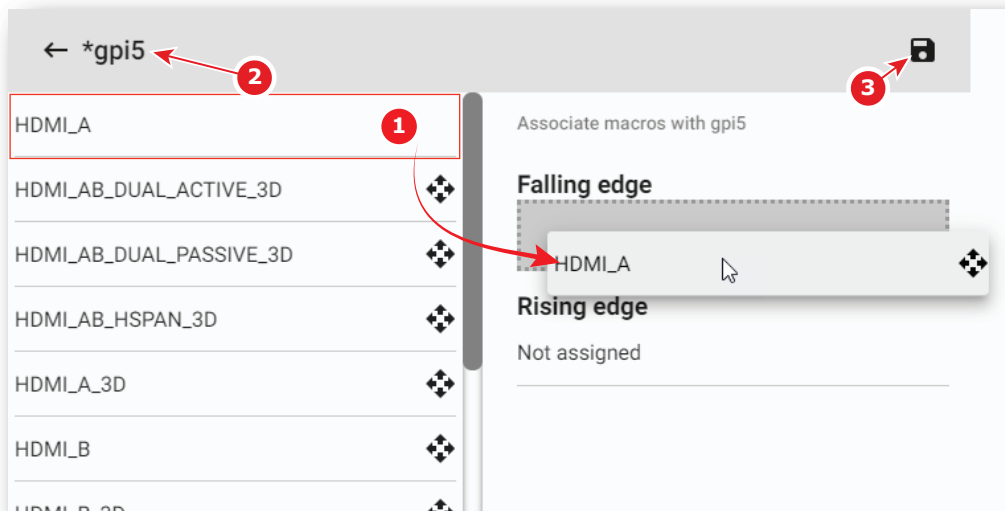 *gpi5
2
3
HDMI_A
1
HDMI_AB_DUAL_ACTIVE_3D
HDMI_AB_DUAL_PASSIVE_3D
HDMI_AB_HSPAN_3D
HDMI_A_3D
HDMI_B
HDMI_B_3D
Associate macros with gpi5
Falling edge
HDMI_A
Rising edge
Not assigned